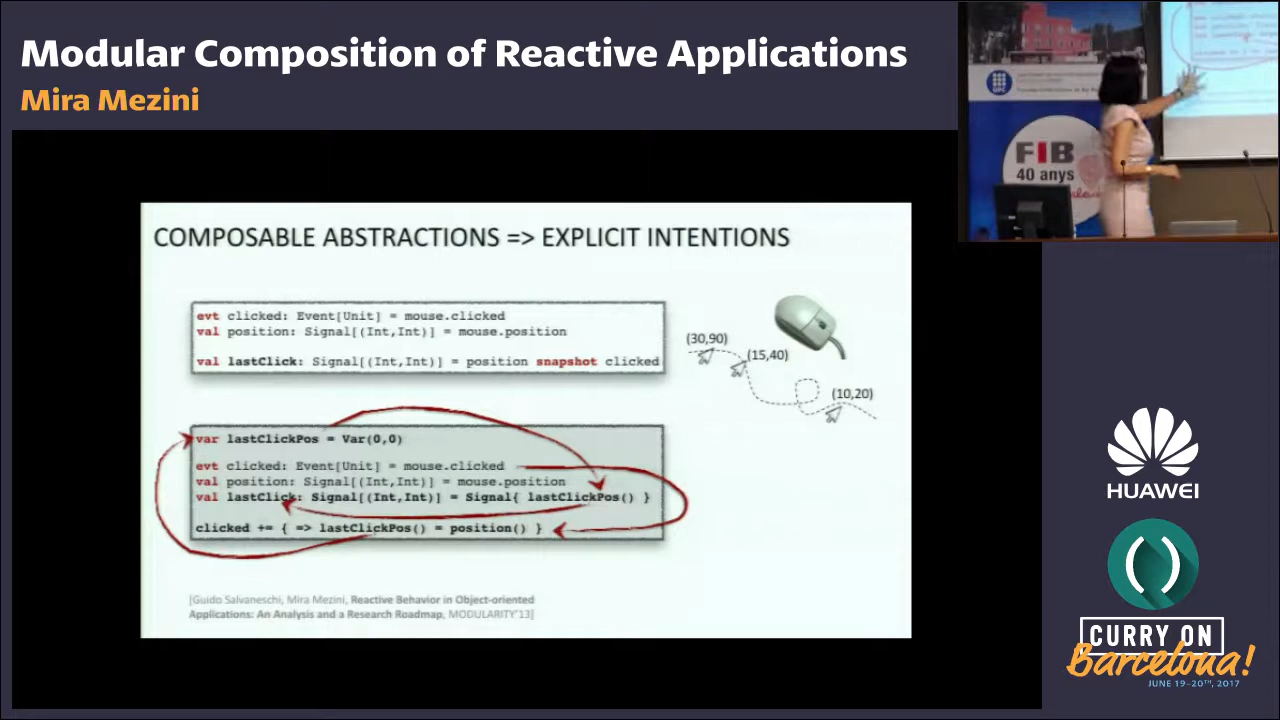 Modular Composition of Reactive Applications
Mira Mezini
UPC
FIB
40 anys
COMPOSABLE ABSTRACTIONS => EXPLICIT INTENTIONS
evt clicked: Event[Unit] = mouse.clicked
val position: Signal[(Int,Int)] = mouse.position
val lastClick: Signal[(Int,Int)] = position snapshot clicked
(30,90)
(15,40)
(10,20)
var lastClickPos = Var(0,0)
evt clicked: Event[Unit] = mouse.clicked
val position: Signal[(Int,Int)] = mouse.position
val lastClick: Signal[(Int,Int)] = Signal{ lastClickPos() }
clicked += { => lastClickPos() = position() }
[Guido Salvaneschi, Mira Mezini, Reactive Behavior in Object-oriented
Applications: An Analysis and a Research Roadmap, MODULARITY'13]
HUAWEI
CURRY ON
Barcelona!
JUNE 19-20TH, 2017